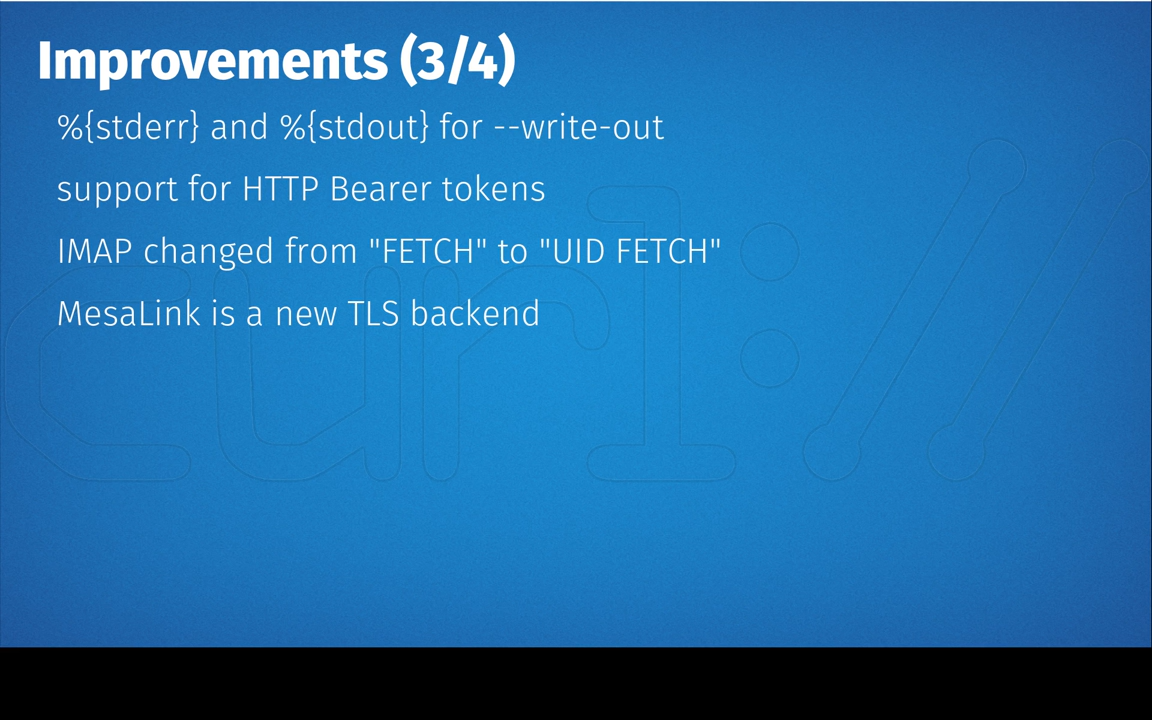 Improvements (3/4)
%{stderr} and %{stdout} for --write-out
support for HTTP Bearer tokens
IMAP changed from "FETCH" to "UID FETCH"
MesaLink is a new TLS backend
curl://